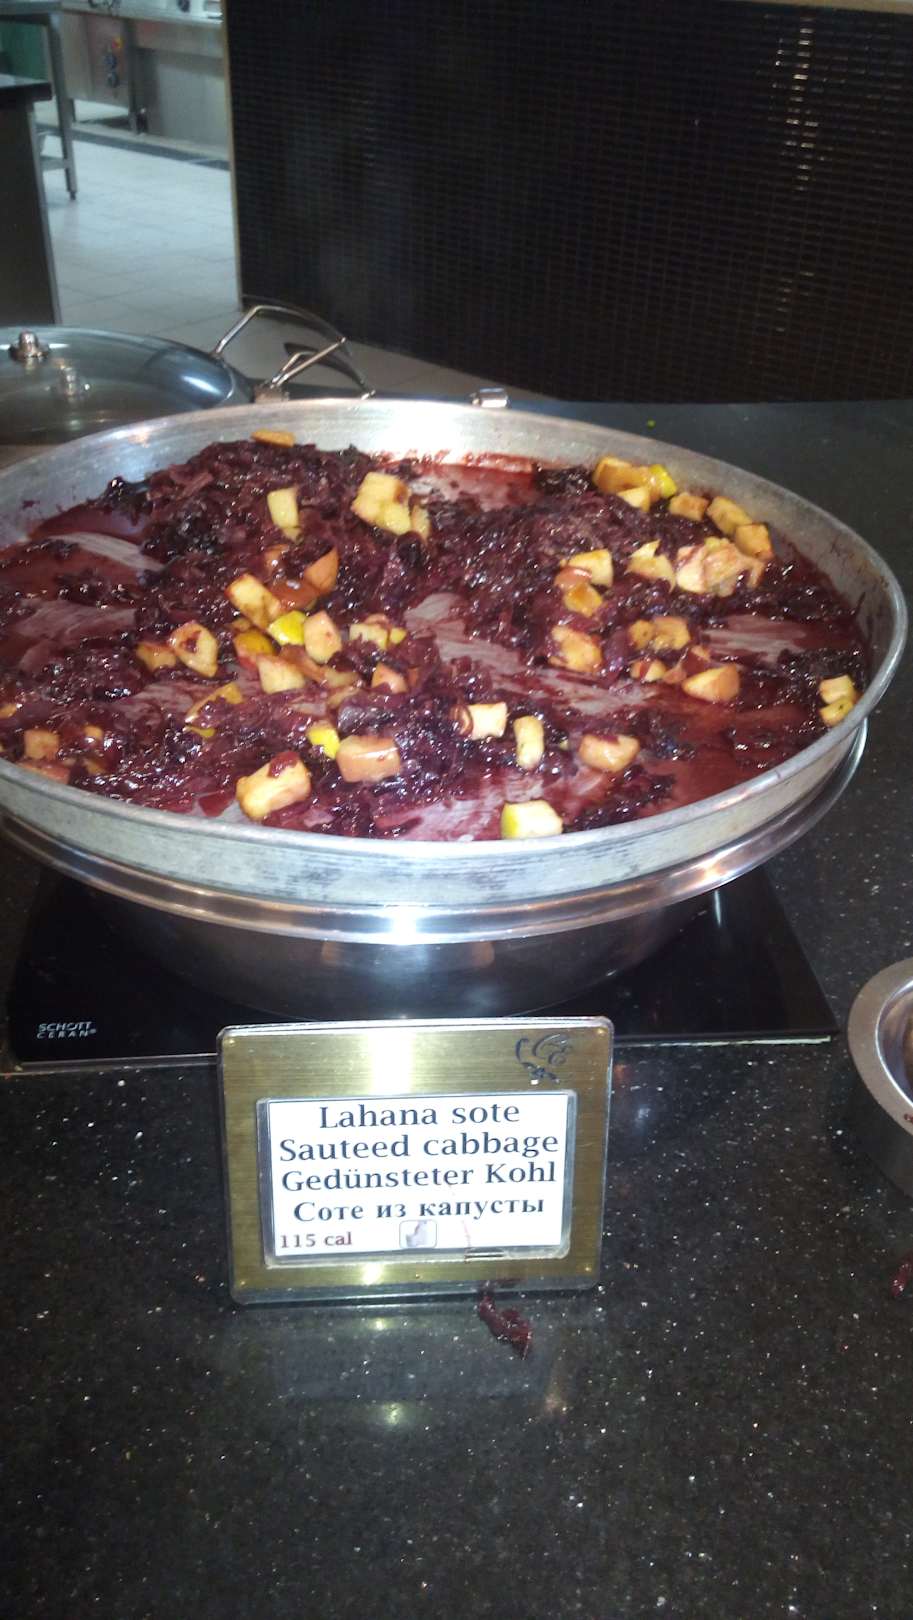 SCHOTT
CERAN®
Lahana sote
Sauteed cabbage
Gedünsteter Kohl
Соте из капусты
115 cal